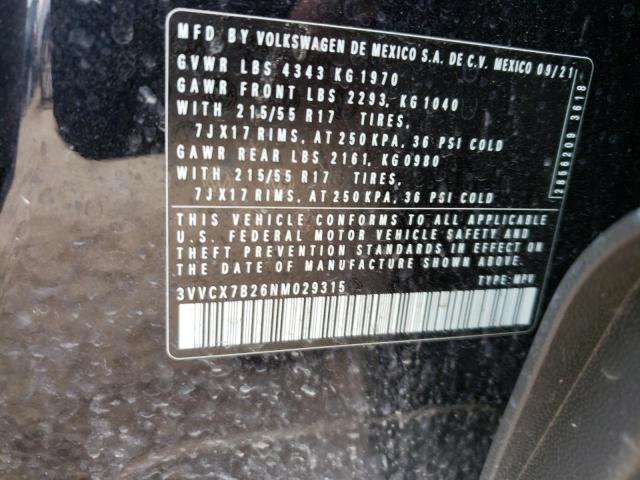 MFD BY VOLKSWAGEN DE MEXICO S.A. DE C.V. MEXICO 09/21
GVWR LBS 4343 KG 1970
GAWR FRONT LBS 2293, KG 1040
WITH 215/55 R17 TIRES,
7JX17 RIMS, AT 250 KPA, 36 PSI COLD
GAWR REAR LBS 2161, KG 0980
WITH 215/55 R17 TIRES,
7JX17 RIMS, AT 250 KPA, 36 PSI COLD
THIS VEHICLE CONFORMS TO ALL APPLICABLE
U.S. FEDERAL MOTOR VEHICLE SAFETY AND
THEFT PREVENTION STANDARDS IN EFFECT ON
THE DATE OF MANUFACTURE SHOWN ABOVE.
3VVCX7B26NM029315 TYPE: MPV
2856209 3618